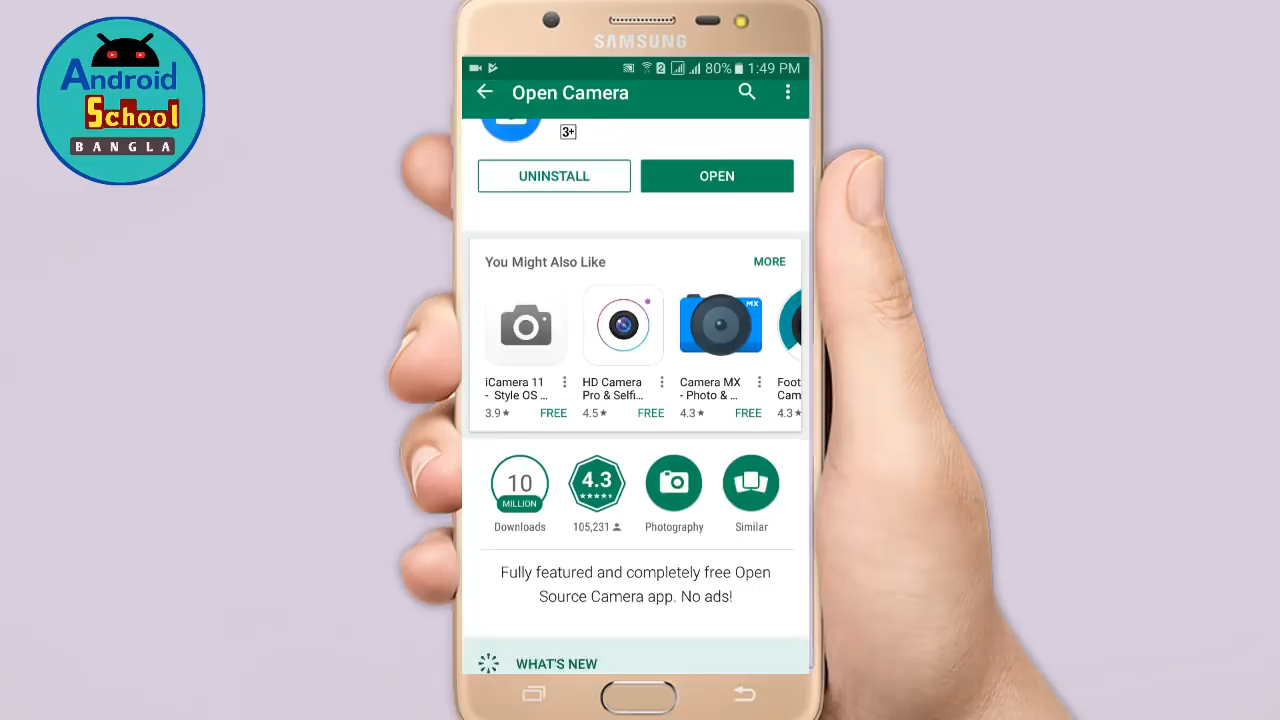 Android
School
BANGLA
SAMSUNG
2 80% 1:49 PM
Open Camera
3+
UNINSTALL OPEN
You Might Also Like MORE
iCamera 11 - Style OS ...
3.9 FREE
HD Camera Pro & Selfi...
4.5 FREE
MX
Camera MX - Photo & ...
4.3 FREE
Foot
Cam
4.3
10 MILLION
Downloads
4.3
105,231
Photography
Similar
Fully featured and completely free Open
Source Camera app. No ads!
WHAT'S NEW